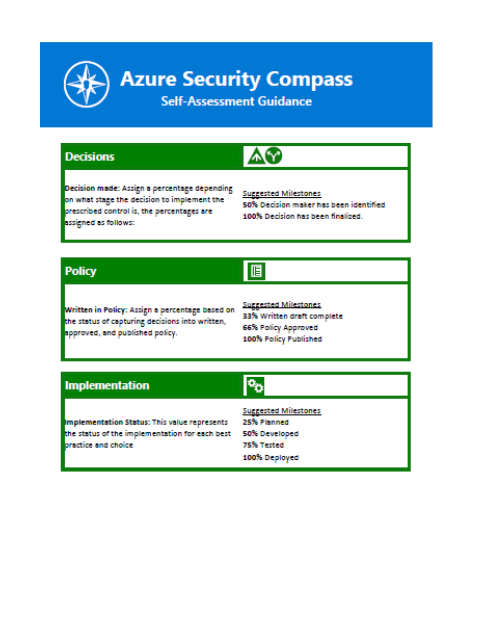 Azure Security Compass
Self-Assessment Guidance
Decisions
Decision made: Assign a percentage depending
on what stage the decision to implement the
prescribed control is, the percentages are
assigned as follows:
Suggested Milestones
50% Decision maker has been identified
100% Decision has been finalized.
Policy
Written in Policy: Assign a percentage based on
the status of capturing decisions into written,
approved, and published policy.
Suggested Milestones
33% Written draft complete
66% Policy Approved
100% Policy Published
Implementation
Implementation Status: This value represents
the status of the implementation for each best
practice and choice
Suggested Milestones
25% Planned
50% Developed
75% Tested
100% Deployed